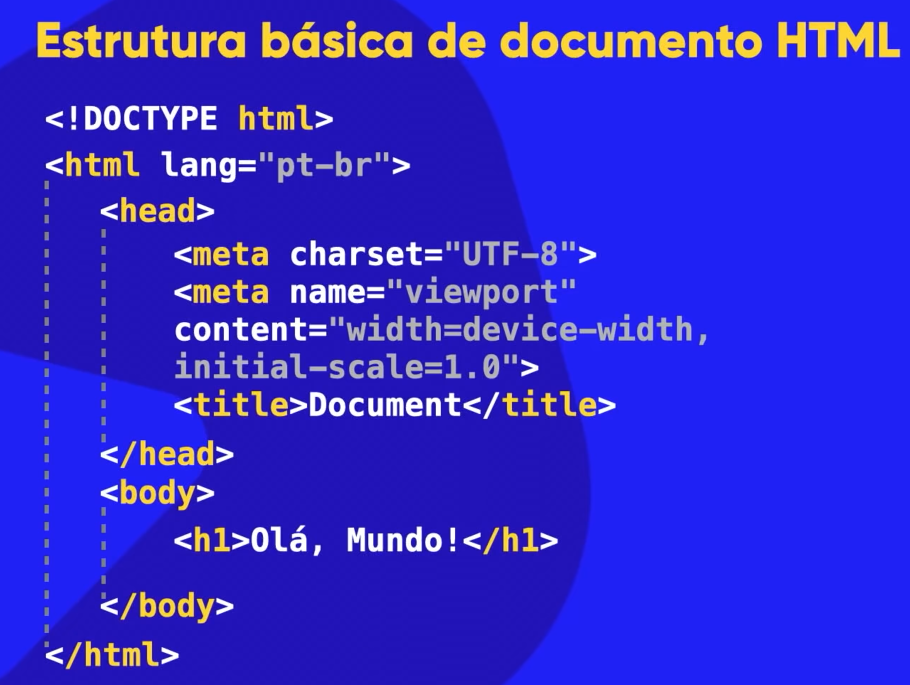 Estrutura básica de documento HTML
<!DOCTYPE html>
<html lang="pt-br">
<head>
<meta charset="UTF-8">
<meta name="viewport"
content="width=device-width,
initial-scale=1.0">
<title>Document</title>
</head>
<body>
<h1>Olá, Mundo!</h1>
</body>
</html>